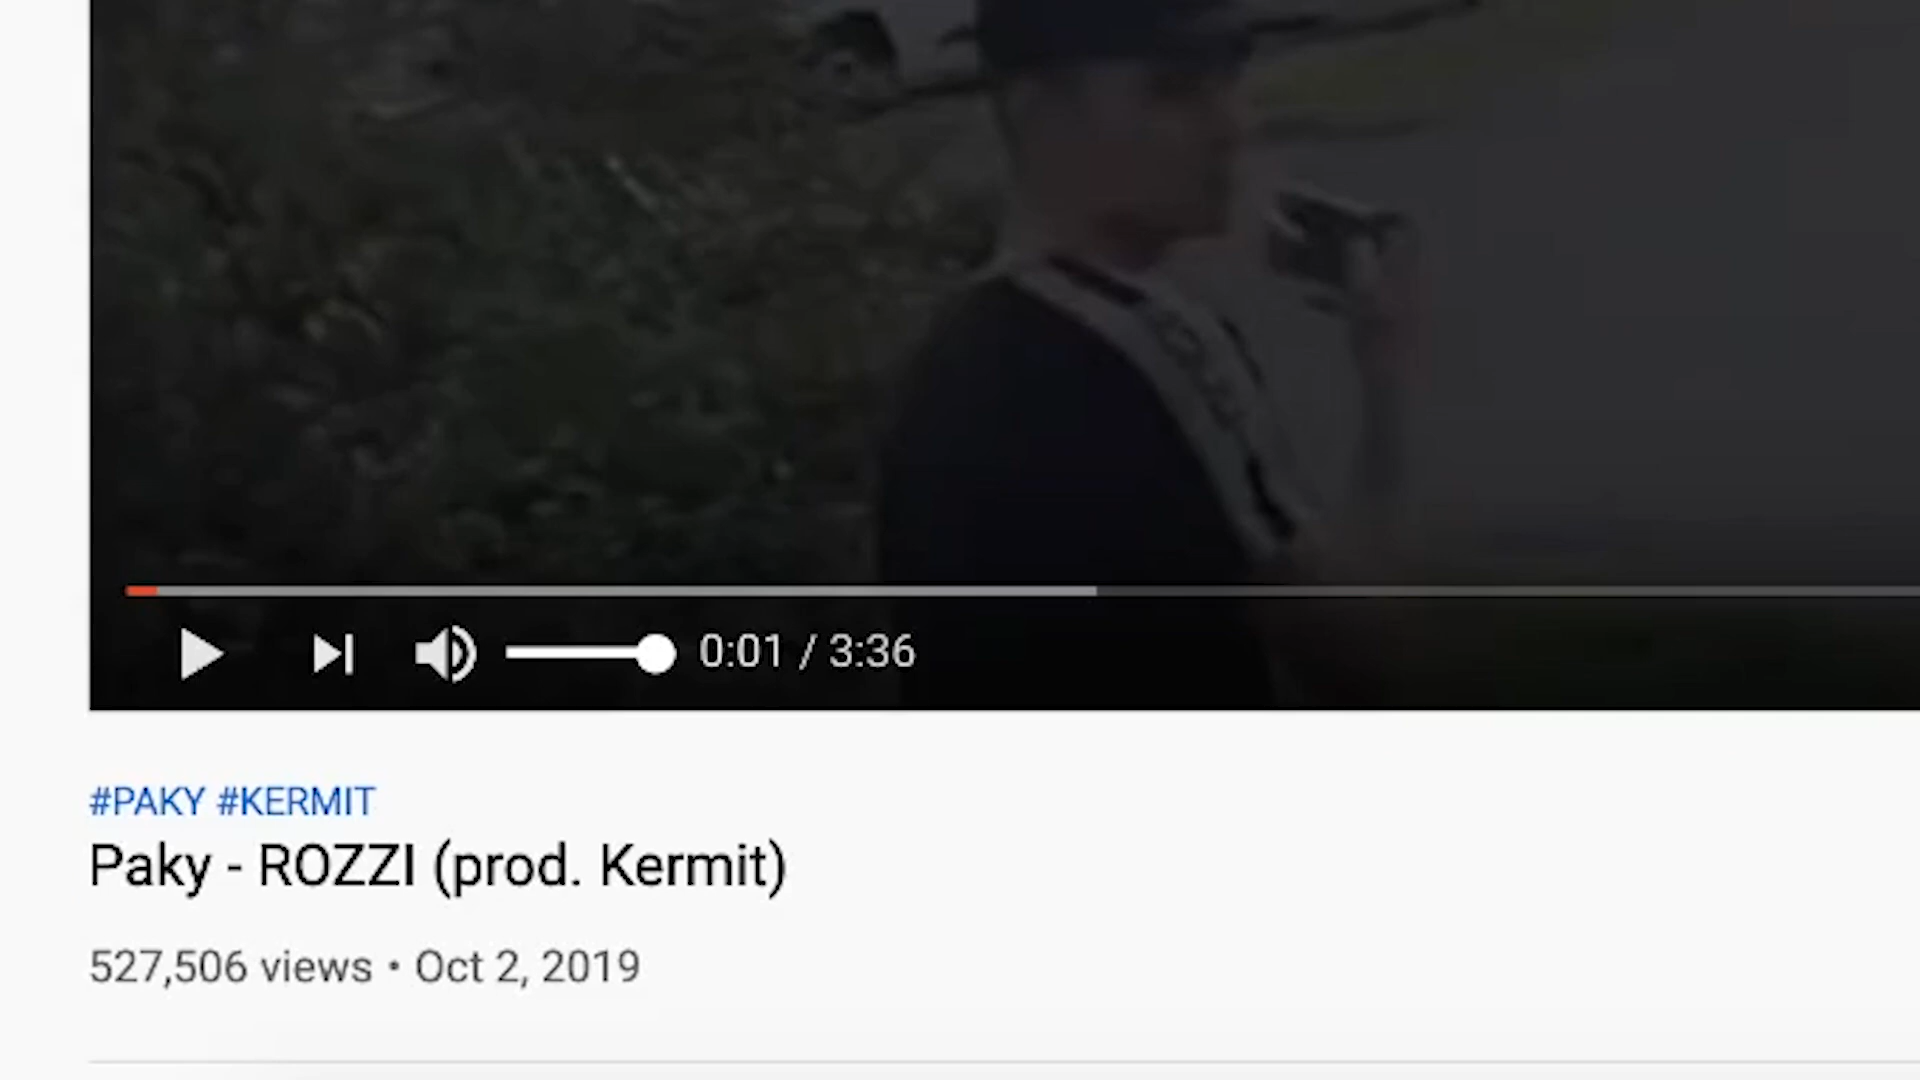 0:01 / 3:36
#PAKY #KERMIT
Paky - ROZZI (prod. Kermit)
527,506 views • Oct 2, 2019